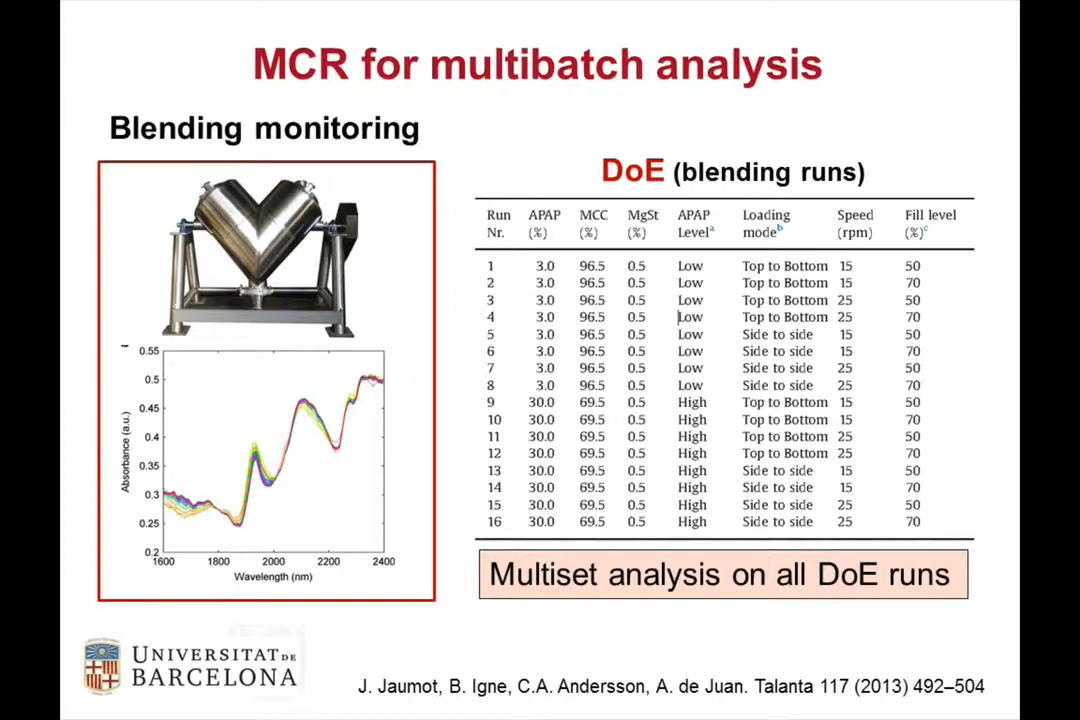 MCR for multibatch analysis
Blending monitoring
DoE (blending runs)
Run APAP MCC MgSt APAP Loading Speed Fill level
Nr. (%) (%) (%) Levelᵃ modeᵇ (rpm) (%)ᶜ
1 3.0 96.5 0.5 Low Top to Bottom 15 50
2 3.0 96.5 0.5 Low Top to Bottom 15 70
3 3.0 96.5 0.5 Low Top to Bottom 25 50
4 3.0 96.5 0.5 Low Top to Bottom 25 70
5 3.0 96.5 0.5 Low Side to side 15 50
6 3.0 96.5 0.5 Low Side to side 15 70
7 3.0 96.5 0.5 Low Side to side 25 50
8 3.0 96.5 0.5 Low Side to side 25 70
9 30.0 69.5 0.5 High Top to Bottom 15 50
10 30.0 69.5 0.5 High Top to Bottom 15 70
11 30.0 69.5 0.5 High Top to Bottom 25 50
12 30.0 69.5 0.5 High Top to Bottom 25 70
13 30.0 69.5 0.5 High Side to side 15 50
14 30.0 69.5 0.5 High Side to side 15 70
15 30.0 69.5 0.5 High Side to side 25 50
16 30.0 69.5 0.5 High Side to side 25 70
0.55
0.5
0.45
0.4
0.35
0.3
0.25
0.2
Absorbance (a.u.)
1600 1800 2000 2200 2400
Wavelength (nm)
Multiset analysis on all DoE runs
UNIVERSITAT DE
BARCELONA
J. Jaumot, B. Igne, C.A. Andersson, A. de Juan. Talanta 117 (2013) 492–504